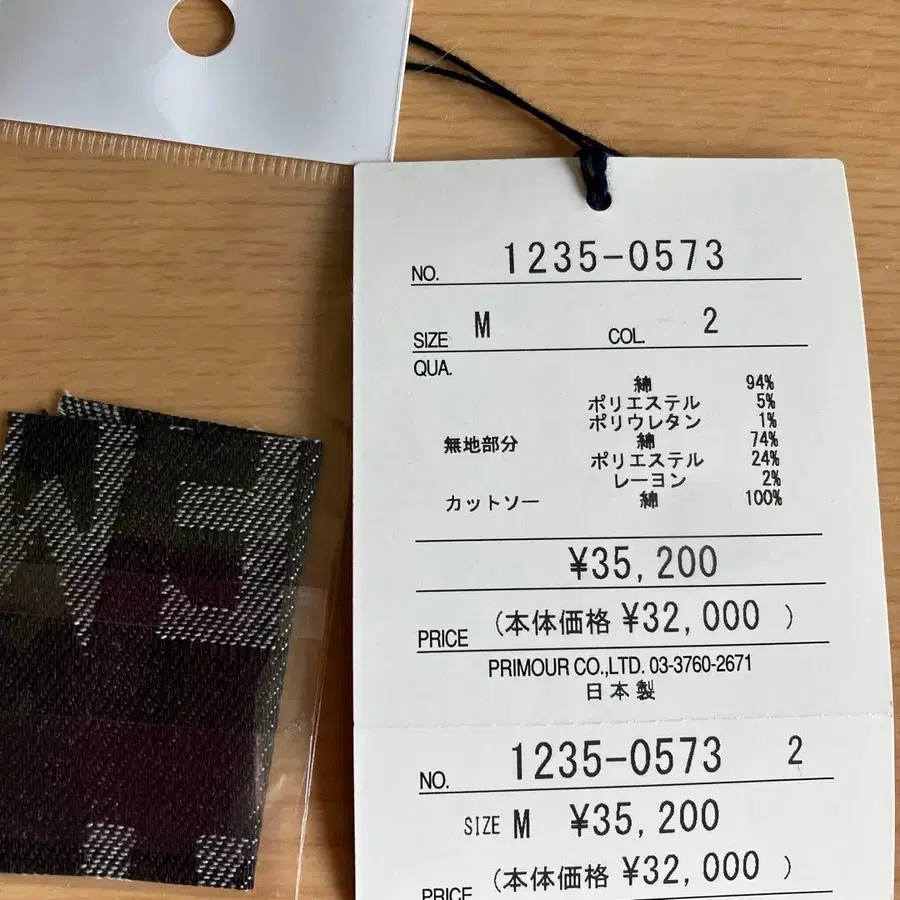 NO. 1235-0573
SIZE M COL. 2
QUA.
綿 94%
ポリエステル 5%
ポリウレタン 1%
無地部分 綿 74%
ポリエステル 24%
レーヨン 2%
カットソー 綿 100%
¥35,200
PRICE (本体価格 ¥32,000 )
PRIMOUR CO.,LTD. 03-3760-2671
日本製
NO. 1235-0573 2
SIZE M ¥35,200
PRICE (本体価格 ¥32,000 )